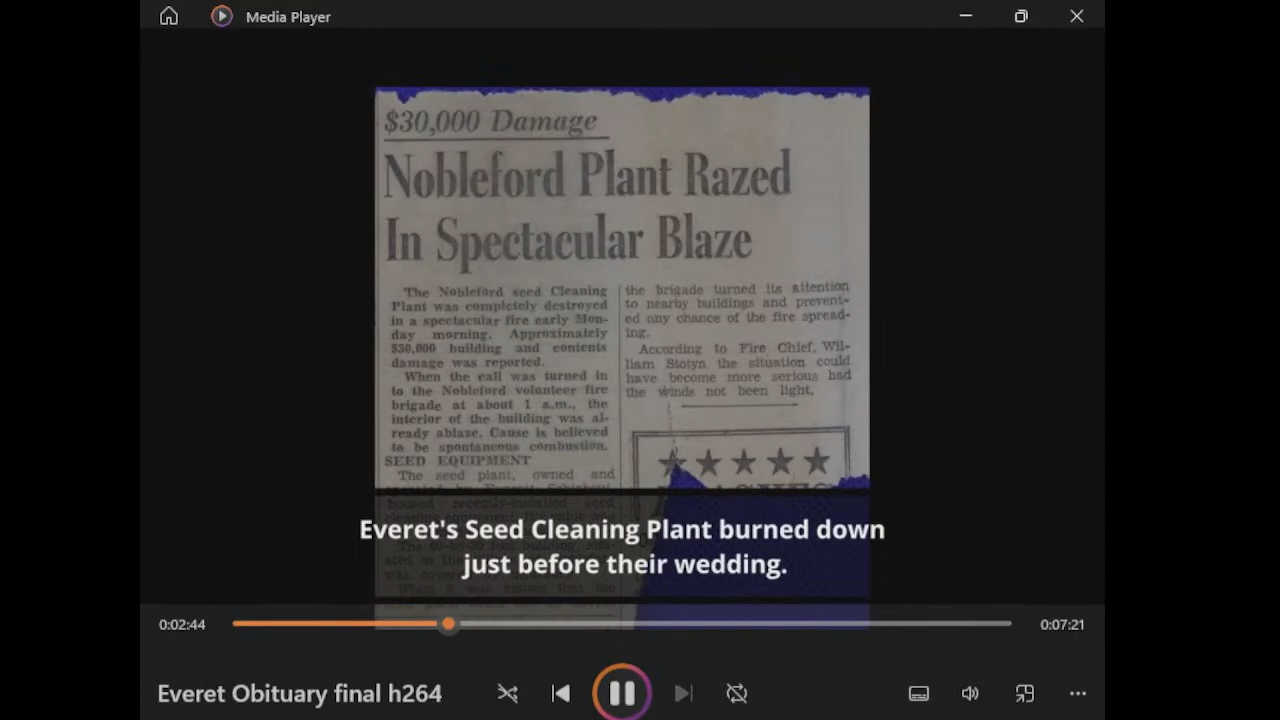 Media Player
$30,000 Damage
Nobleford Plant Razed
In Spectacular Blaze
The Nobleford seed Cleaning
Plant was completely destroyed
in a spectacular fire early Mon-
day morning. Approximately
$30,000 building and contents
damage was reported.
When the call was turned in
to the Nobleford volunteer fire
brigade at about 1 a.m., the
interior of the building was al-
ready ablaze. Cause is believed
to be spontaneous combustion.
SEED EQUIPMENT
The seed plant, owned and
housed recently-installed seed
the brigade turned its attention
to nearby buildings and prevent-
ed any chance of the fire spread-
ing.
According to Fire Chief, Wil-
liam Stotyn the situation could
have become more serious had
the winds not been light.
Everet's Seed Cleaning Plant burned down
just before their wedding.
0:02:44
0:07:21
Everet Obituary final h264